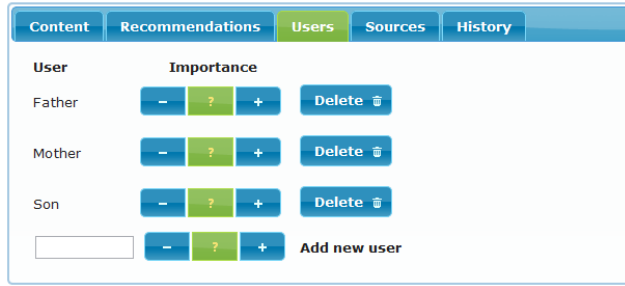 Content Recommendations Users Sources History
User Importance
Father − ? + Delete
Mother − ? + Delete
Son − ? + Delete
− ? + Add new user